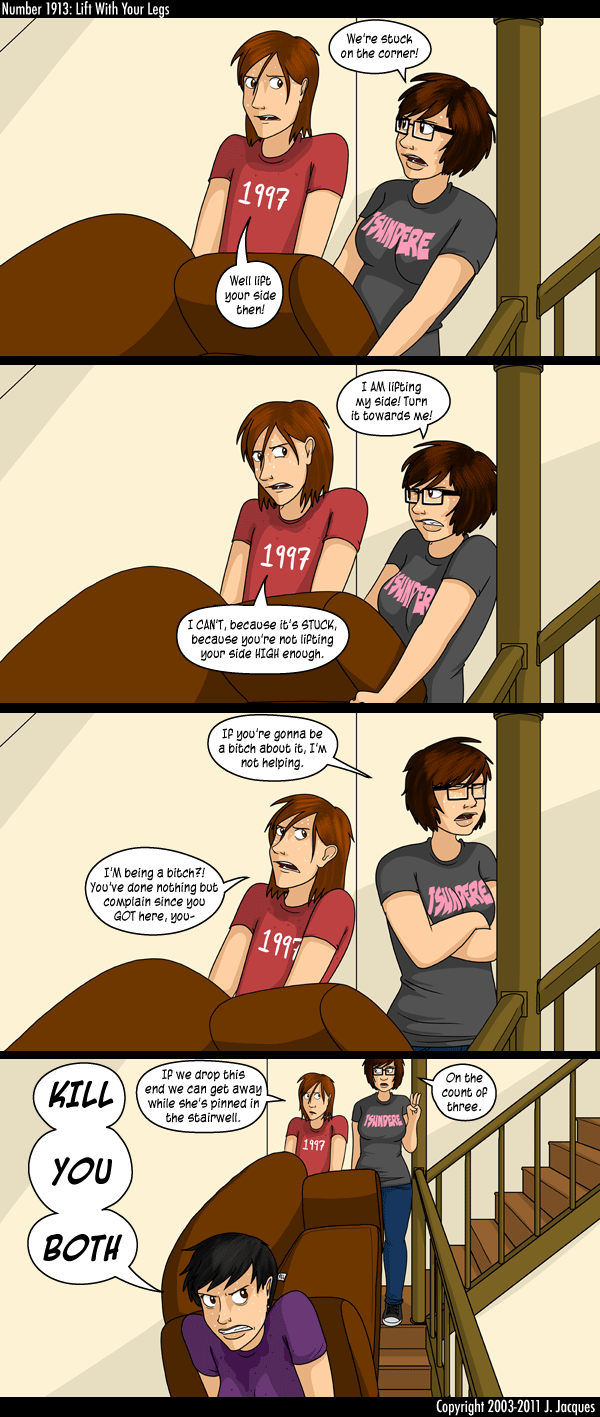 Number 1913: Lift With Your Legs
We're stuck
on the corner!
1997
TSUNDERE
Well lift
your side
then!
I AM lifting
my side! Turn
it towards me!
1997
TSUNDERE
I CAN'T, because it's STUCK,
because you're not lifting
your side HIGH enough.
If you're gonna be
a bitch about it, I'm
not helping.
I'M being a bitch?!
You've done nothing but
complain since you
GOT here, you-
TSUNDERE
1997
If we drop this
end we can get away
while she's pinned in
the stairwell.
On the
count of
three.
1997
TSUNDERE
KILL
YOU
BOTH
Copyright 2003-2011 J. Jacques